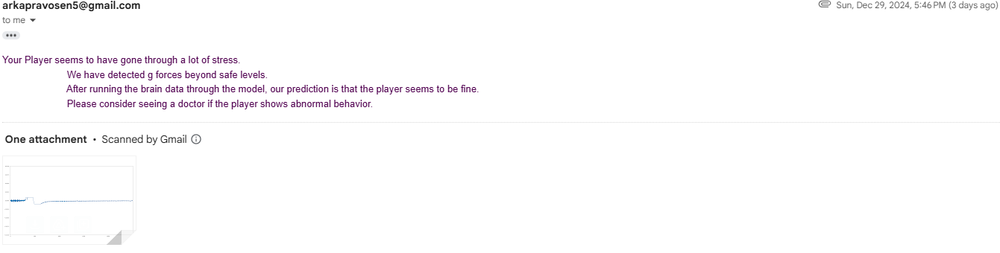 arkapravosen5@gmail.com
Sun, Dec 29, 2024, 5:46 PM (3 days ago)
to me
Your Player seems to have gone through a lot of stress.
We have detected g forces beyond safe levels.
After running the brain data through the model, our prediction is that the player seems to be fine.
Please consider seeing a doctor if the player shows abnormal behavior.
One attachment • Scanned by Gmail